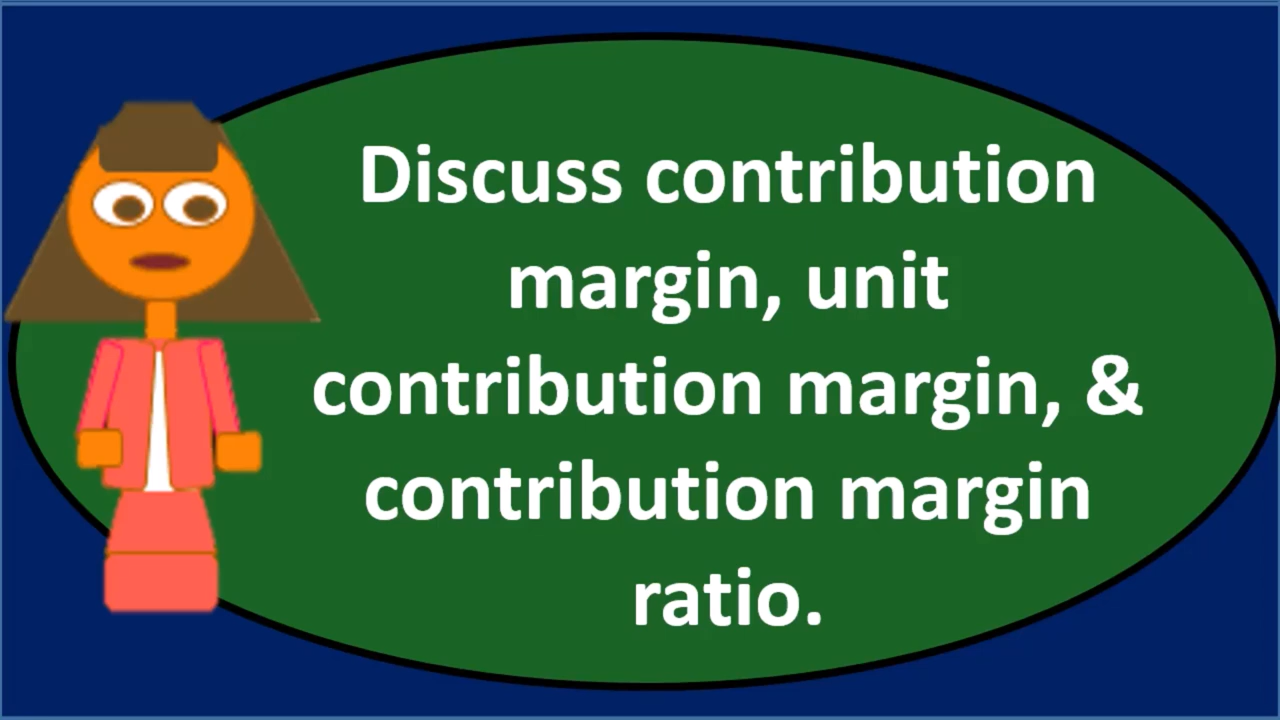 Discuss contribution
margin, unit
contribution margin, &
contribution margin
ratio.